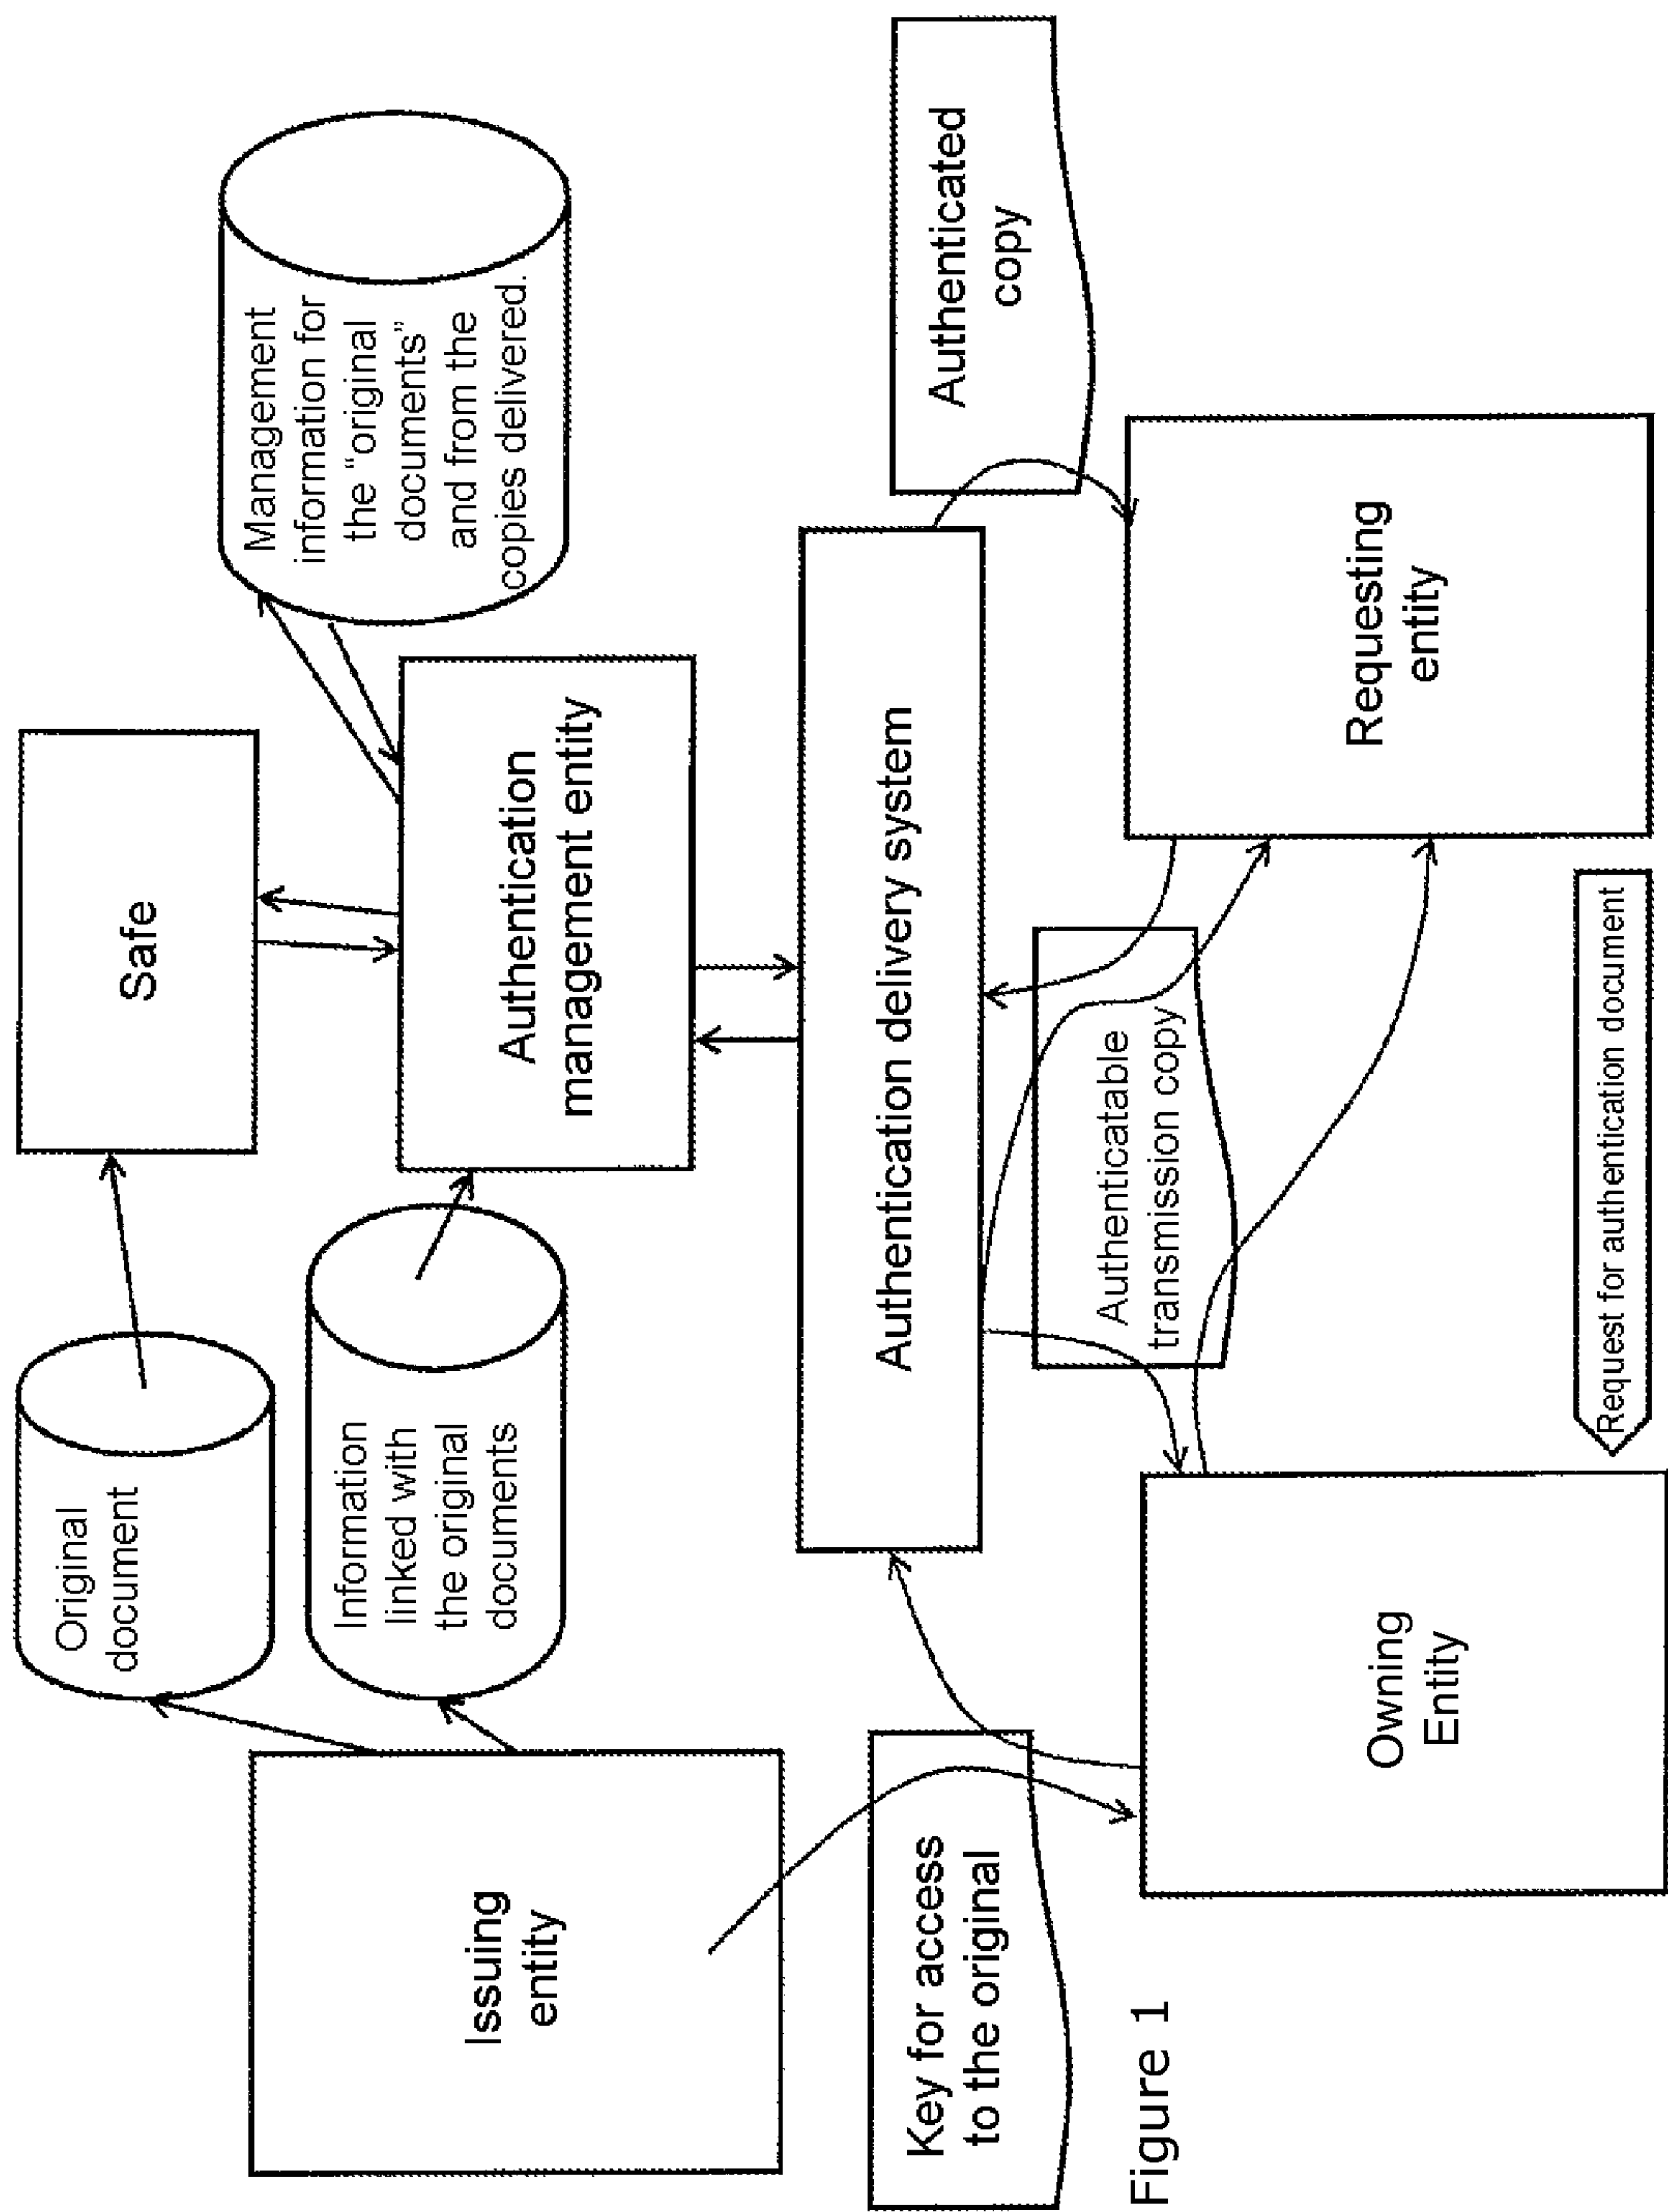 Original
document
Safe
Information
linked with
the original
documents
Authentication
management entity
Management
information for
the “original
documents”
and from the
copies delivered.
Issuing
entity
Authentication delivery system
Key for access
to the original
Authenticatable
transmission copy
Authenticated
copy
Owning
Entity
Requesting
entity
Request for authentication document
Figure 1